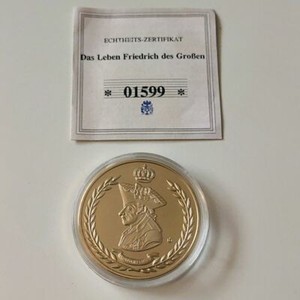 ECHTHEITS-ZERTIFIKAT
Das Leben Friedrich des Großen
* 01599 *